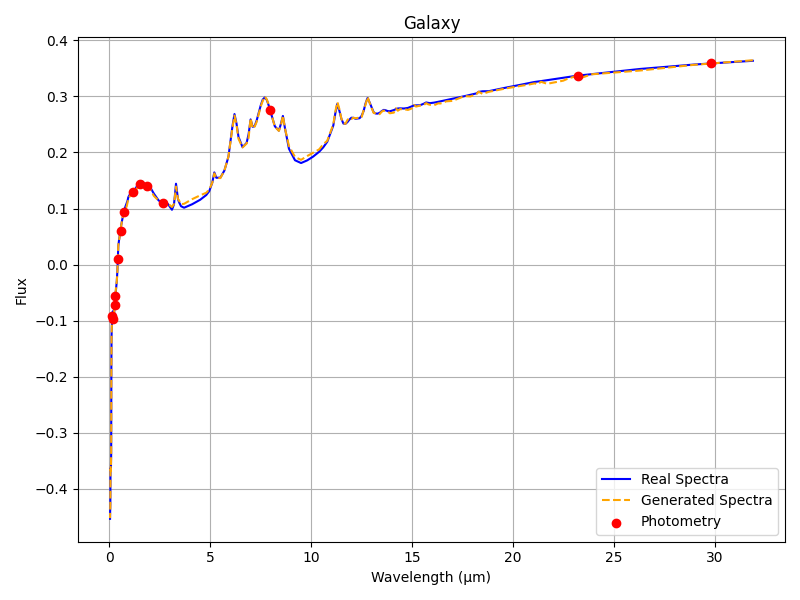 Galaxy
0.4
0.3
0.2
0.1
0.0
−0.1
−0.2
−0.3
−0.4
Flux
Real Spectra
Generated Spectra
Photometry
0 5 10 15 20 25 30
Wavelength (μm)